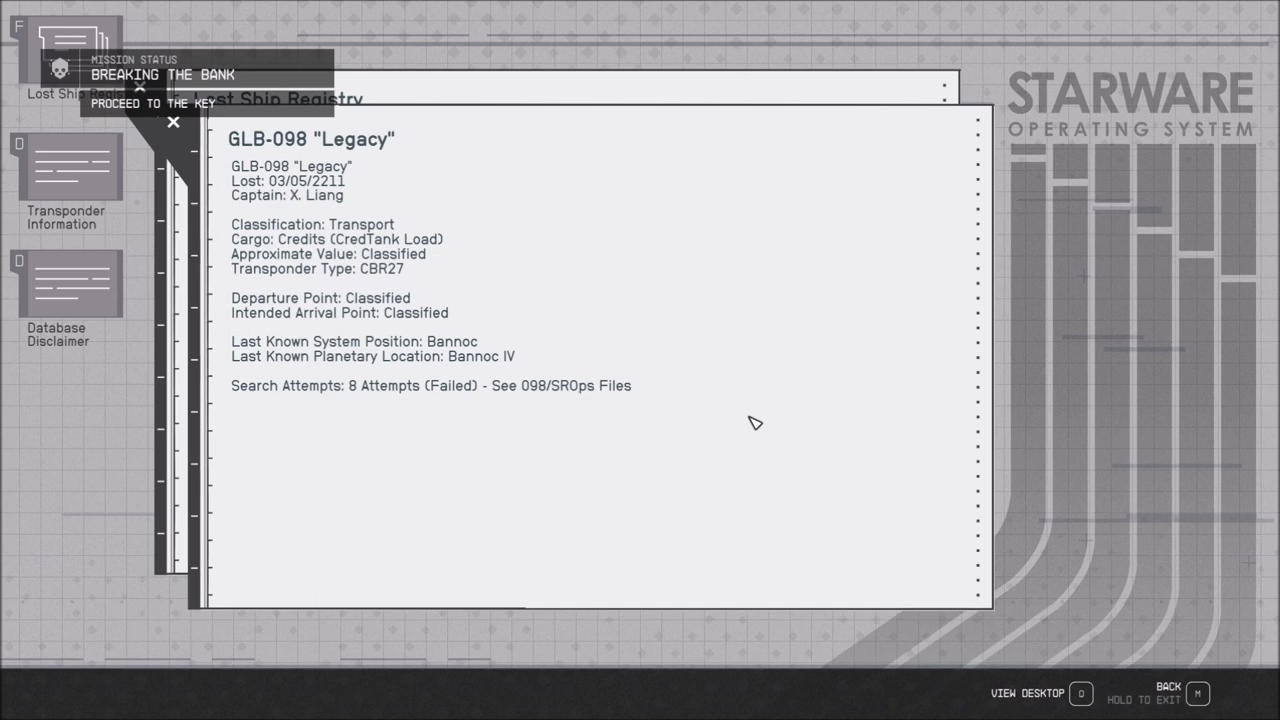 F
MISSION STATUS
BREAKING THE BANK
PROCEED TO THE KEY
Lost Ship Registry
Lost Ship Regis
D
Transponder
Information
D
Database
Disclaimer
GLB-098 "Legacy"
GLB-098 "Legacy"
Lost: 03/05/2211
Captain: X. Liang
Classification: Transport
Cargo: Credits (CredTank Load)
Approximate Value: Classified
Transponder Type: CBR27
Departure Point: Classified
Intended Arrival Point: Classified
Last Known System Position: Bannoc
Last Known Planetary Location: Bannoc IV
Search Attempts: 8 Attempts (Failed) - See 098/SROps Files
STARWARE
OPERATING SYSTEM
VIEW DESKTOP Q
BACK
HOLD TO EXIT M